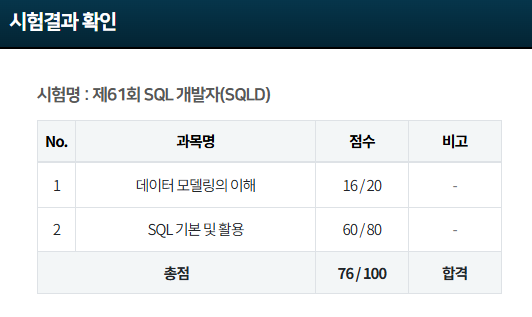 시험결과 확인
시험명 : 제61회 SQL 개발자(SQLD)
No. 과목명 점수 비고
1 데이터 모델링의 이해 16 / 20 -
2 SQL 기본 및 활용 60 / 80 -
총점 76 / 100 합격